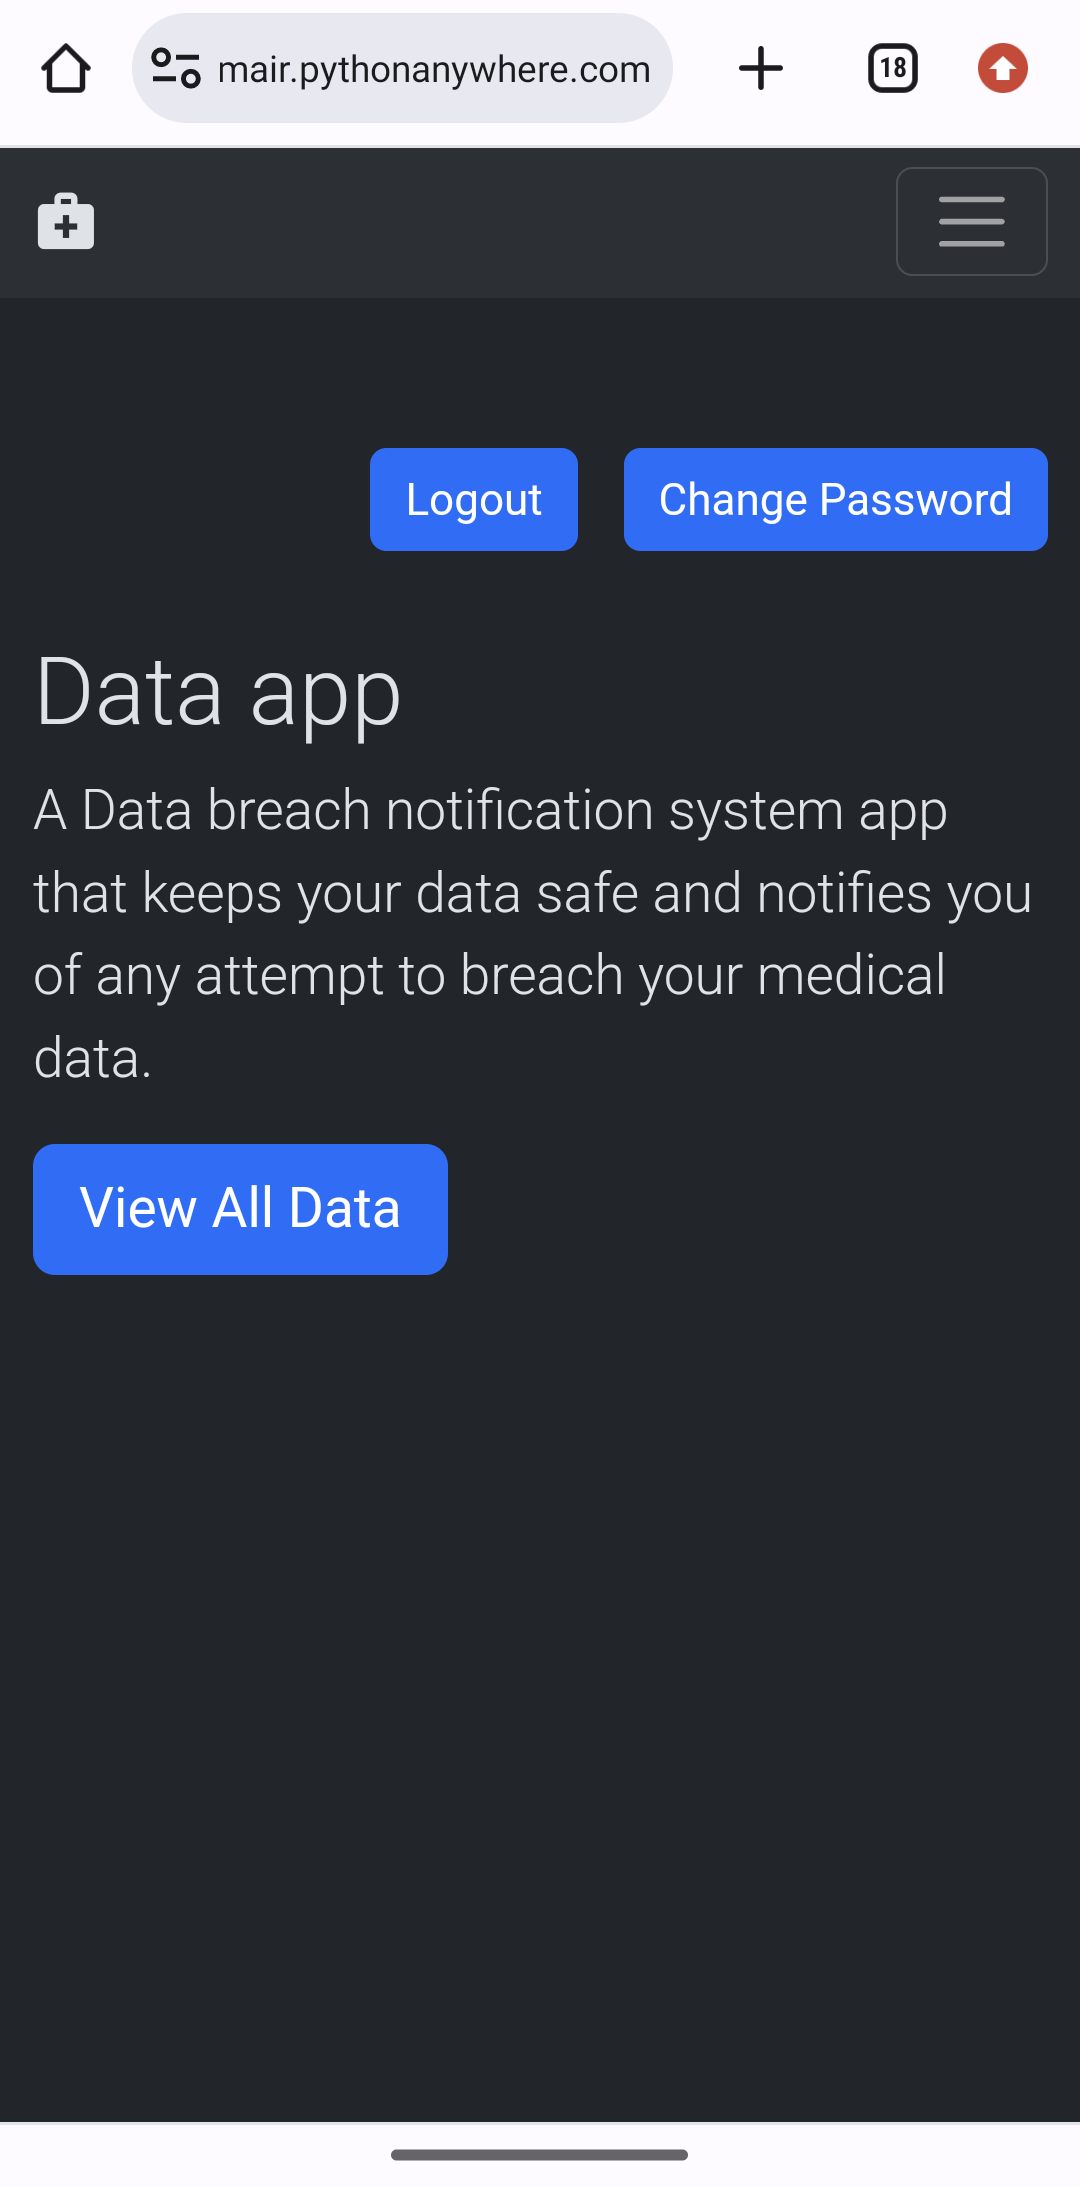 mair.pythonanywhere.com
18
Logout
Change Password
Data app
A Data breach notification system app
that keeps your data safe and notifies you
of any attempt to breach your medical
data.
View All Data